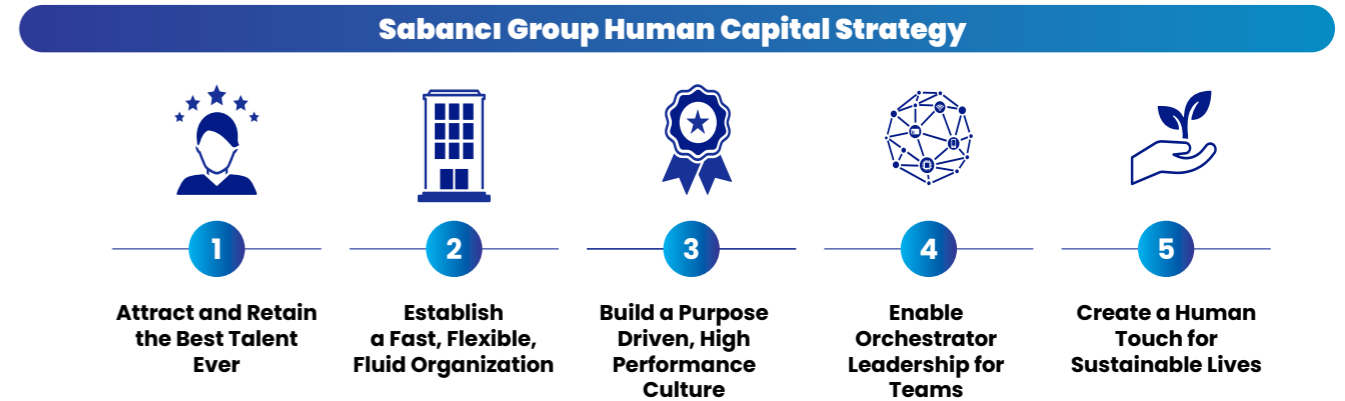 Sabancı Group Human Capital Strategy
1
Attract and Retain
the Best Talent
Ever
2
Establish
a Fast, Flexible,
Fluid Organization
3
Build a Purpose
Driven, High
Performance
Culture
4
Enable
Orchestrator
Leadership for
Teams
5
Create a Human
Touch for
Sustainable Lives